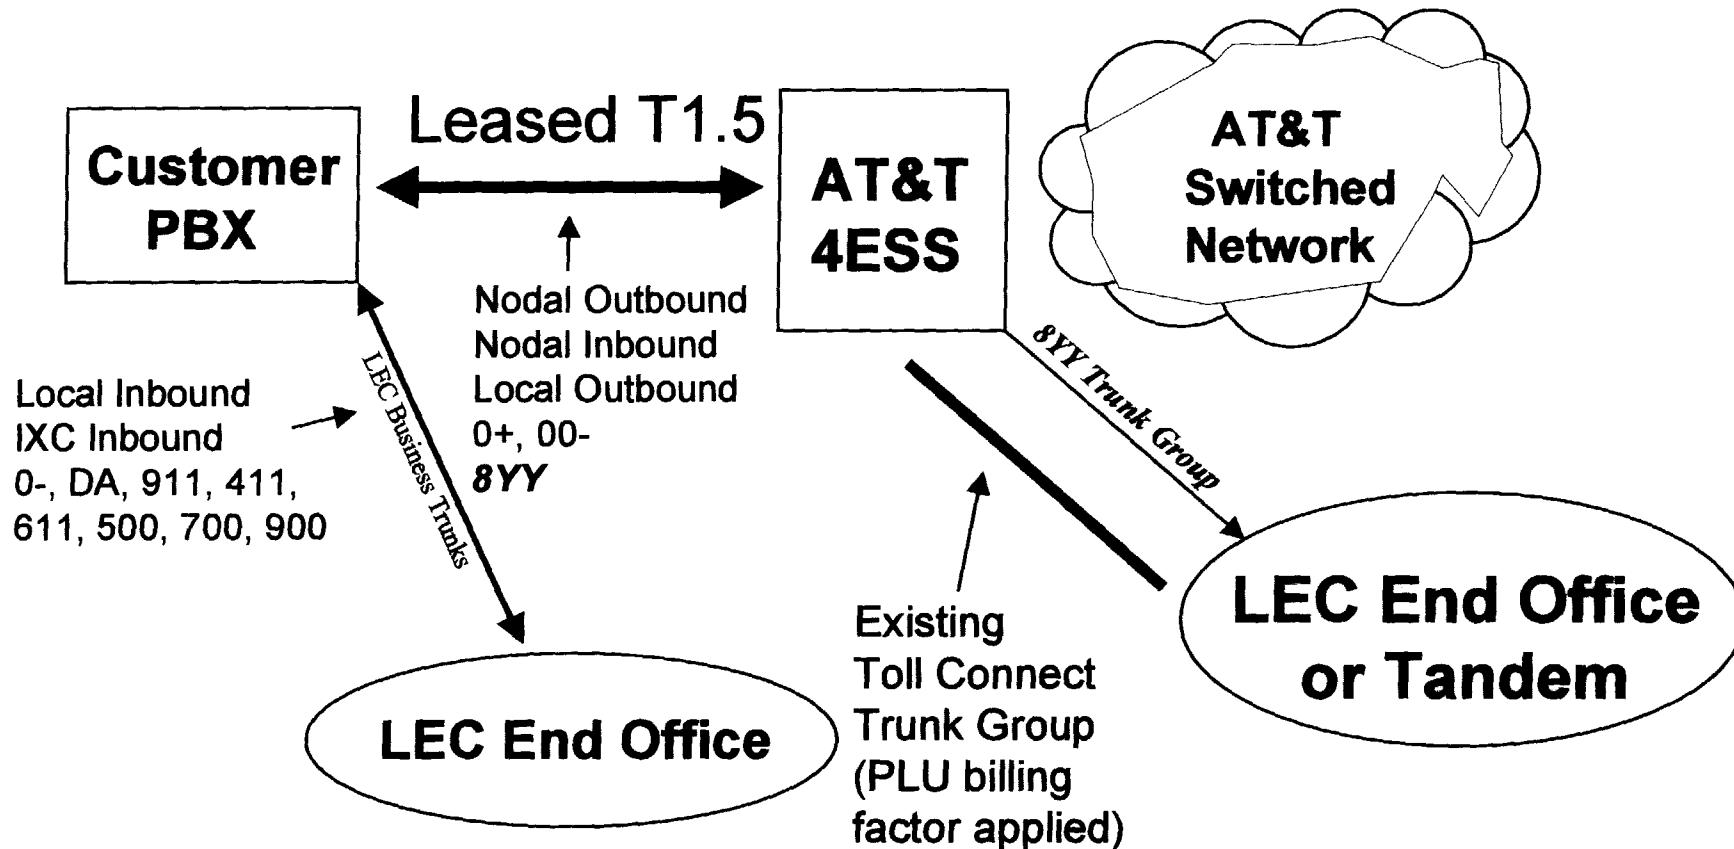 Customer
PBX
Leased T1.5
AT&T
4ESS
AT&T
Switched
Network
Nodal Outbound
Nodal Inbound
Local Outbound
0+, 00-
8YY
Local Inbound
IXC Inbound
0-, DA, 911, 411,
611, 500, 700, 900
LEC Business Trunks
8YY Trunk Group
Existing
Toll Connect
Trunk Group
(PLU billing
factor applied)
LEC End Office
LEC End Office
or Tandem